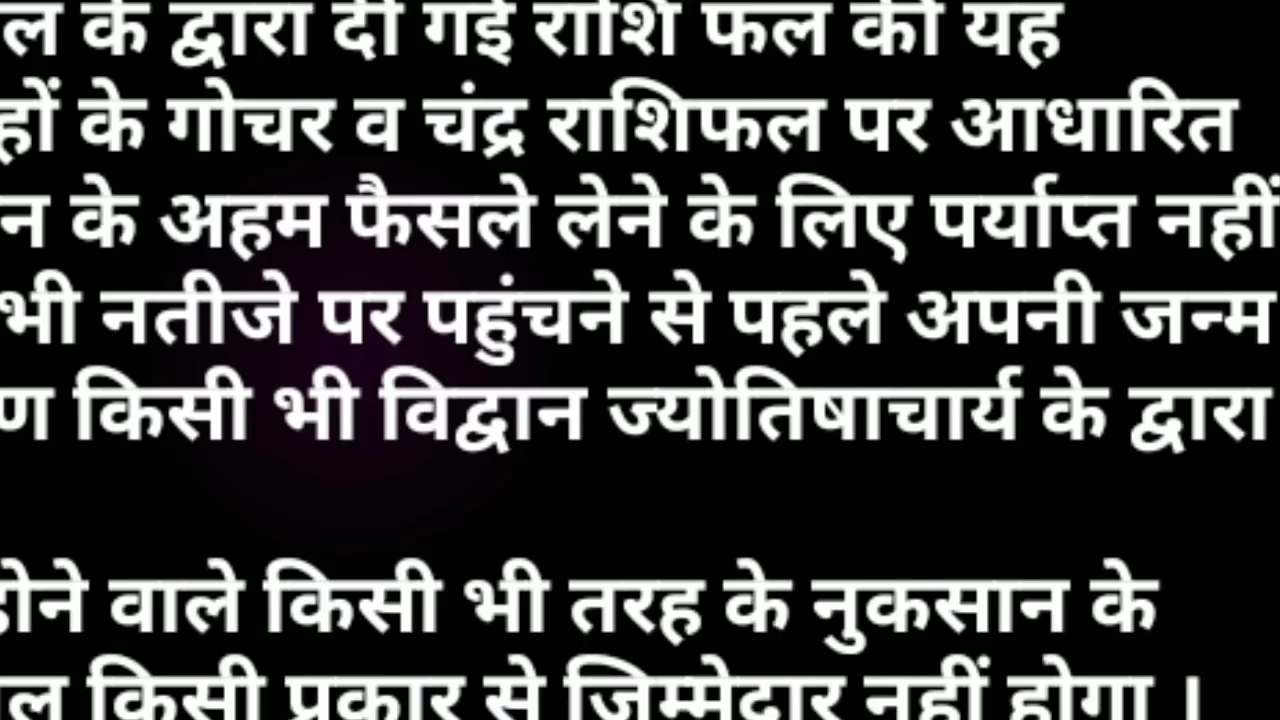 ल के द्वारा दी गई राशि फल की यह
हों के गोचर व चंद्र राशिफल पर आधारित
न के अहम फैसले लेने के लिए पर्याप्त नहीं
भी नतीजे पर पहुंचने से पहले अपनी जन्म
ण किसी भी विद्वान ज्योतिषाचार्य के द्वारा
होने वाले किसी भी तरह के नुकसान के
ल किसी प्रकार से जिम्मेदार नहीं होगा ।